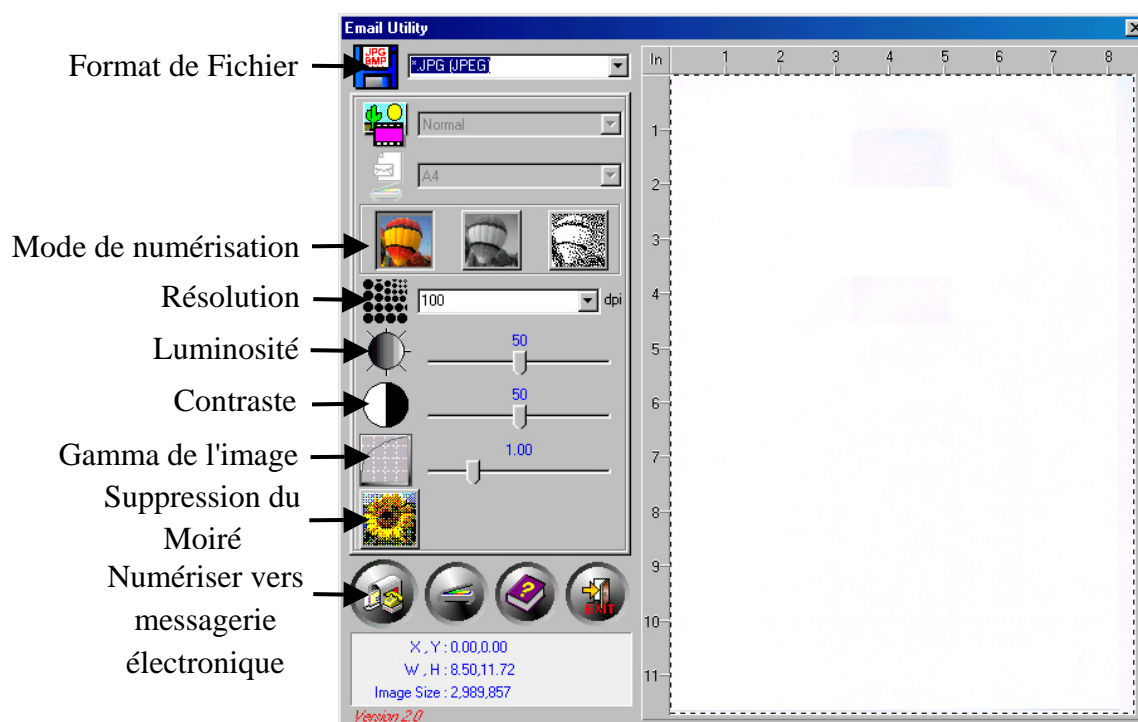 Email Utility
Format de Fichier
JPG
BMP
*.JPG (JPEG)
Normal
A4
Mode de numérisation
Résolution
100
dpi
Luminosité
50
Contraste
50
Gamma de l'image
1.00
Suppression du
Moiré
Numériser vers
messagerie
électronique
?
EXIT
X , Y : 0.00,0.00
W , H : 8.50,11.72
Image Size : 2,989,857
Version 2.0
In 1 2 3 4 5 6 7 8
1
2
3
4
5
6
7
8
9
10
11